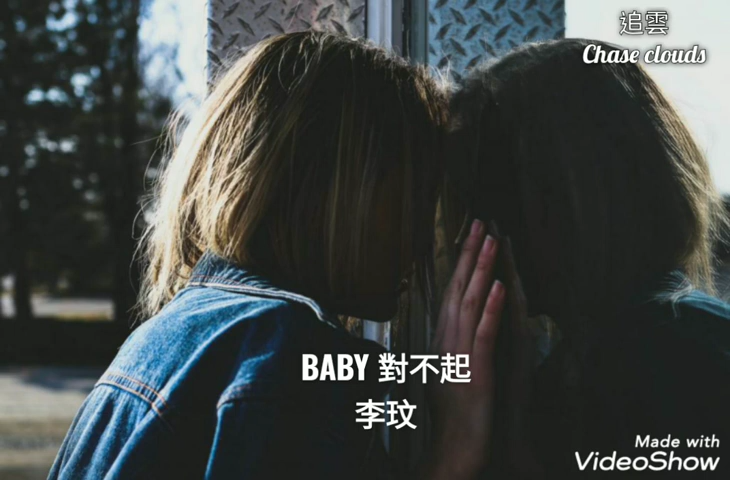 追雲
Chase clouds
BABY 對不起
李玟
Made with
VideoShow